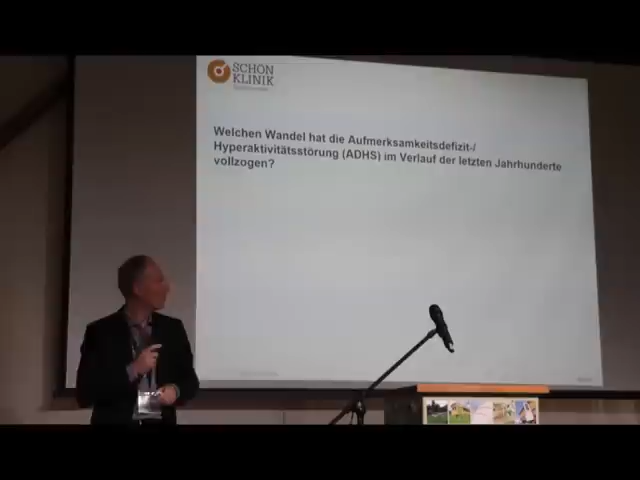 SCHÖN
KLINIK
Welchen Wandel hat die Aufmerksamkeitsdefizit-/
Hyperaktivitätsstörung (ADHS) im Verlauf der letzten Jahrhunderte
vollzogen?